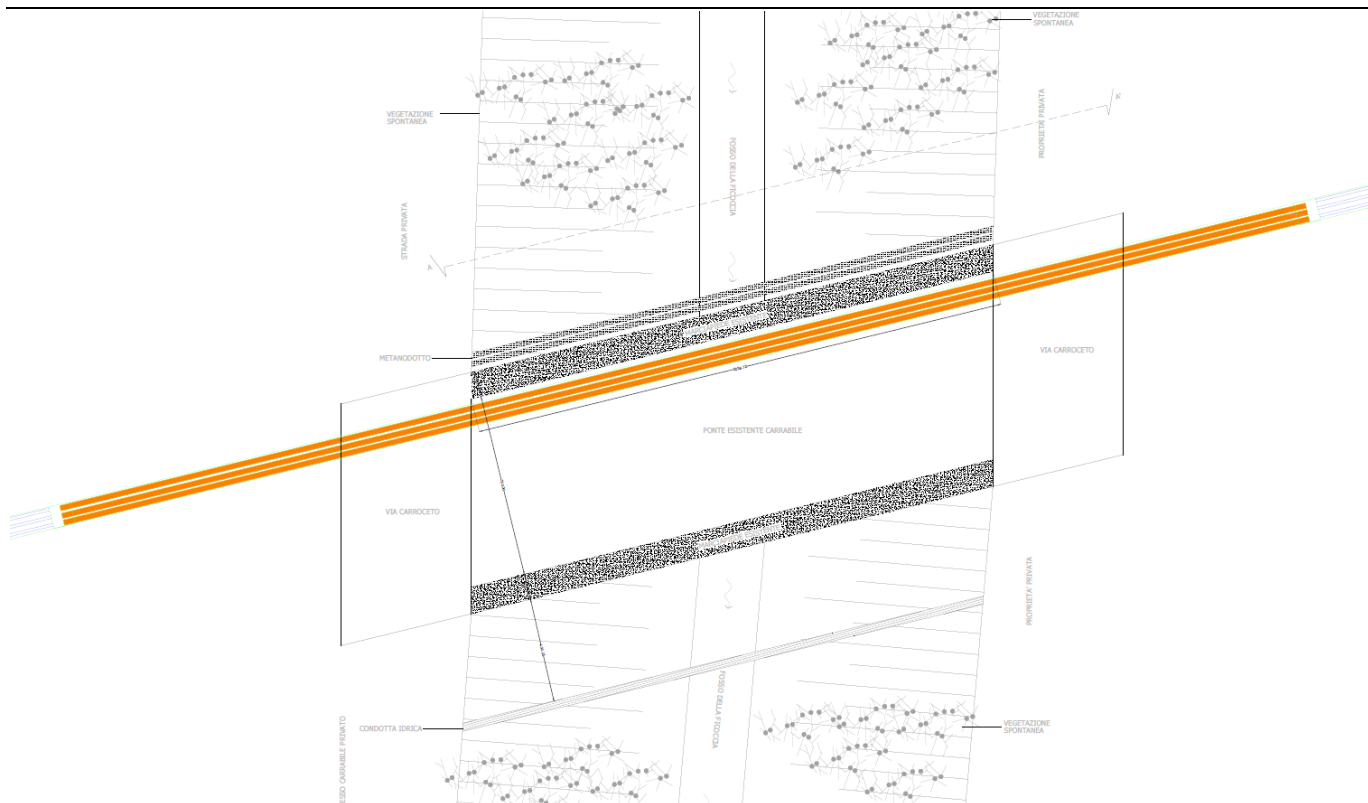 VEGETAZIONE
SPONTANEA
VEGETAZIONE
SPONTANEA
A'
PROPRIETA' PRIVATA
FOSSO DELLA FICOCCIA
STRADA PRIVATA
A
METANODOTTO
VIA CARROCETO
PONTE ESISTENTE CARRABILE
VIA CARROCETO
PROPRIETA' PRIVATA
FOSSO DELLA FICOCCIA
CONDOTTA IDRICA
VEGETAZIONE
SPONTANEA
CARRABILE PRIVATO